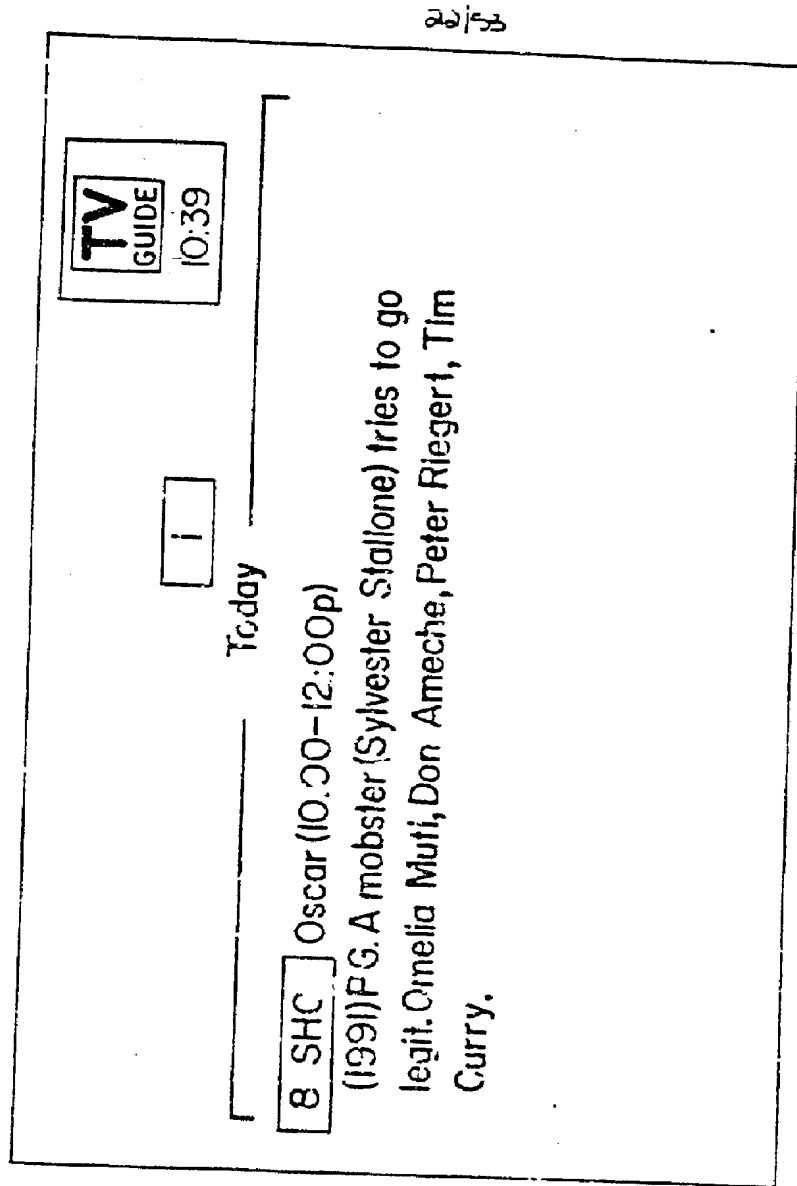 22/53
TV
GUIDE
10:39
i
Today
8 SHC Oscar (10.00-12:00p)
(1991) PG. A mobster (Sylvester Stallone) tries to go
legit. Ornelia Muti, Don Ameche, Peter Riegert, Tim
Curry.